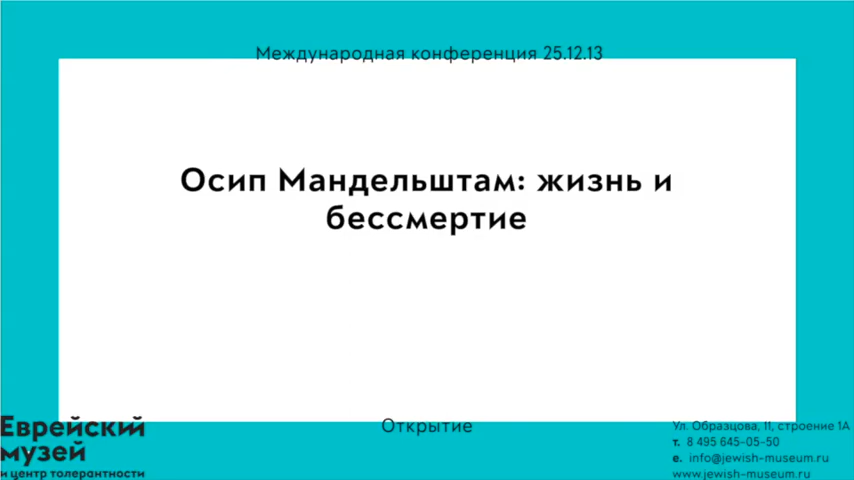 Международная конференция 25.12.13
Осип Мандельштам: жизнь и
бессмертие
Открытие
Еврейский
музей
и центр толерантности
Ул. Образцова, 11, строение 1А
т. 8 495 645-05-50
е. info@jewish-museum.ru
www.jewish-museum.ru